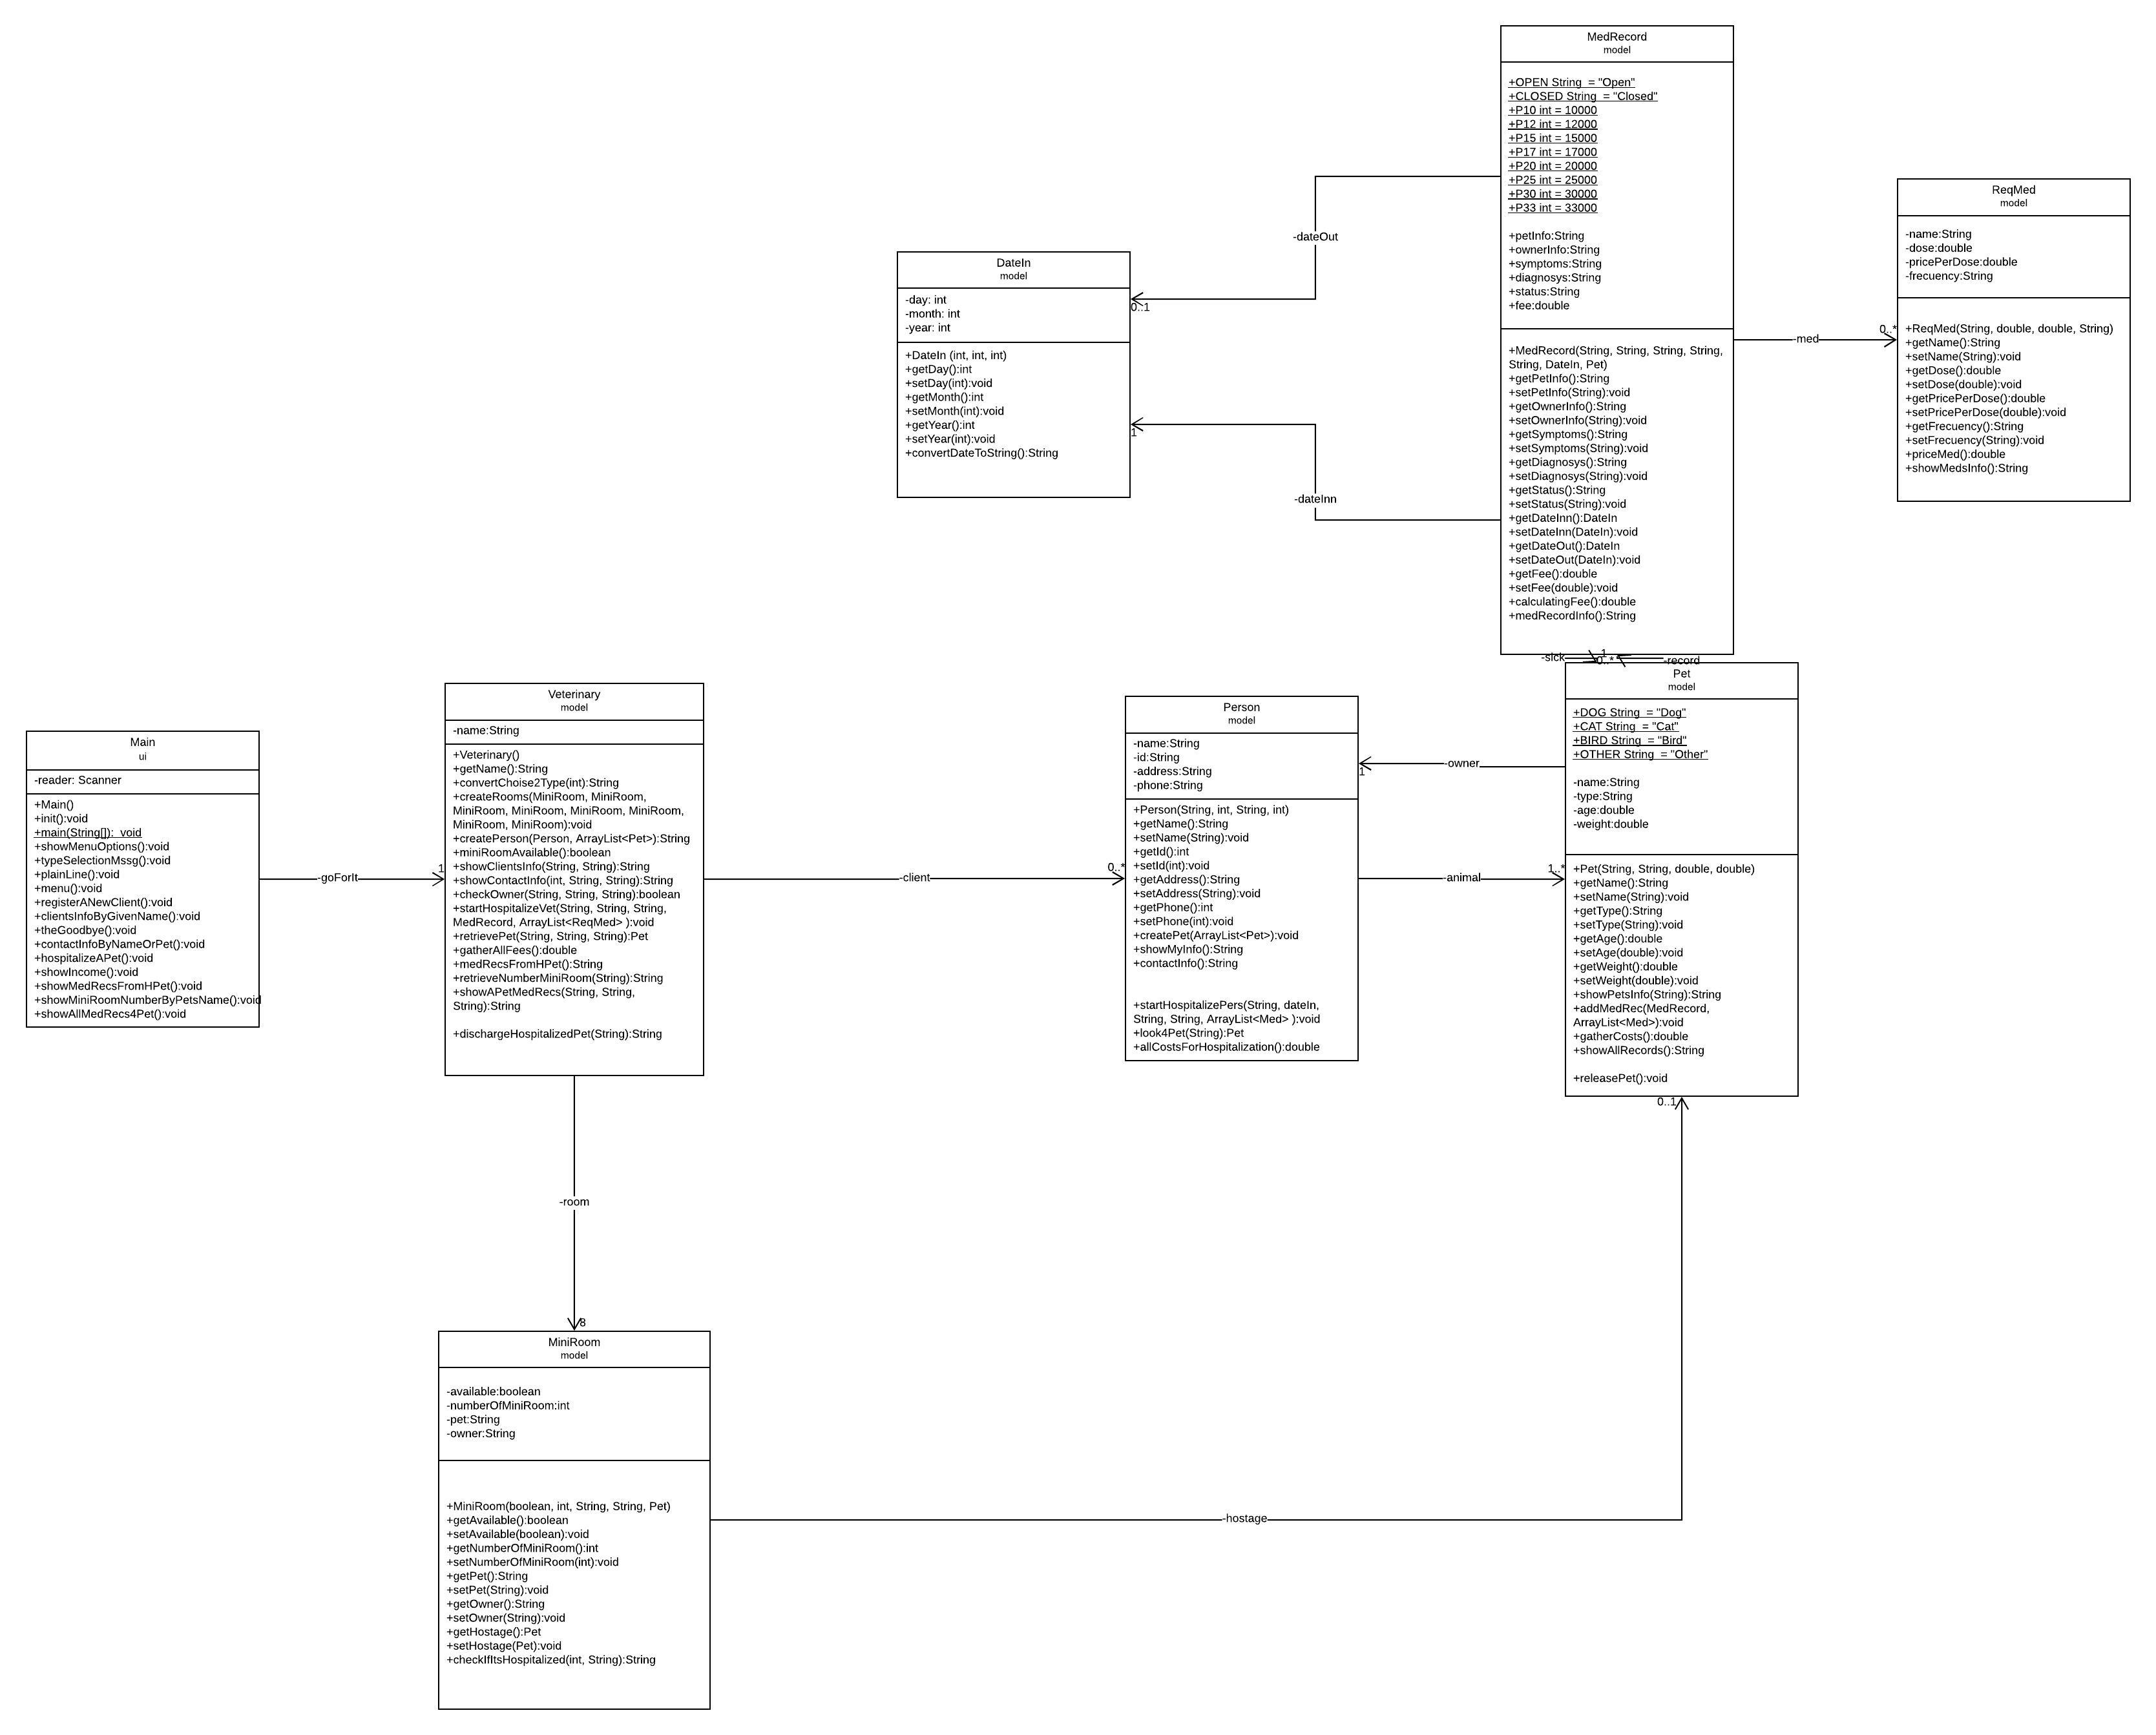 MedRecord
model
+OPEN String  = "Open"
+CLOSED String  = "Closed"
+P10 int = 10000
+P12 int = 12000
+P15 int = 15000
+P17 int = 17000
+P20 int = 20000
+P25 int = 25000
+P30 int = 30000
+P33 int = 33000
+petInfo:String
+ownerInfo:String
+symptoms:String
+diagnosys:String
+status:String
+fee:double
+MedRecord(String, String, String, String,
String, DateIn, Pet)
+getPetInfo():String
+setPetInfo(String):void
+getOwnerInfo():String
+setOwnerInfo(String):void
+getSymptoms():String
+setSymptoms(String):void
+getDiagnosys():String
+setDiagnosys(String):void
+getStatus():String
+setStatus(String):void
+getDateInn():DateIn
+setDateInn(DateIn):void
+getDateOut():DateIn
+setDateOut(DateIn):void
+getFee():double
+setFee(double):void
+calculatingFee():double
+medRecordInfo():String
ReqMed
model
-name:String
-dose:double
-pricePerDose:double
-frecuency:String
+ReqMed(String, double, double, String)
+getName():String
+setName(String):void
+getDose():double
+setDose(double):void
+getPricePerDose():double
+setPricePerDose(double):void
+getFrecuency():String
+setFrecuency(String):void
+priceMed():double
+showMedsInfo():String
-med
0..*
-dateOut
0..1
-dateInn
1
DateIn
model
-day: int
-month: int
-year: int
+DateIn (int, int, int)
+getDay():int
+setDay(int):void
+getMonth():int
+setMonth(int):void
+getYear():int
+setYear(int):void
+convertDateToString():String
-sick
1
0..*
-record
Main
ui
-reader: Scanner
+Main()
+init():void
+main(String[]):  void
+showMenuOptions():void
+typeSelectionMssg():void
+plainLine():void
+menu():void
+registerANewClient():void
+clientsInfoByGivenName():void
+theGoodbye():void
+contactInfoByNameOrPet():void
+hospitalizeAPet():void
+showIncome():void
+showMedRecsFromHPet():void
+showMiniRoomNumberByPetsName():void
+showAllMedRecs4Pet():void
-goForIt
1
Veterinary
model
-name:String
+Veterinary()
+getName():String
+convertChoise2Type(int):String
+createRooms(MiniRoom, MiniRoom,
MiniRoom, MiniRoom, MiniRoom, MiniRoom,
MiniRoom, MiniRoom):void
+createPerson(Person, ArrayList<Pet>):String
+miniRoomAvailable():boolean
+showClientsInfo(String, String):String
+showContactInfo(int, String, String):String
+checkOwner(String, String, String):boolean
+startHospitalizeVet(String, String, String,
MedRecord, ArrayList<ReqMed> ):void
+retrievePet(String, String, String):Pet
+gatherAllFees():double
+medRecsFromHPet():String
+retrieveNumberMiniRoom(String):String
+showAPetMedRecs(String, String,
String):String
+dischargeHospitalizedPet(String):String
-client
0..*
Person
model
-name:String
-id:String
-address:String
-phone:String
+Person(String, int, String, int)
+getName():String
+setName(String):void
+getId():int
+setId(int):void
+getAddress():String
+setAddress(String):void
+getPhone():int
+setPhone(int):void
+createPet(ArrayList<Pet>):void
+showMyInfo():String
+contactInfo():String
+startHospitalizePers(String, dateIn,
String, String, ArrayList<Med> ):void
+look4Pet(String):Pet
+allCostsForHospitalization():double
-owner
1
-animal
1..*
Pet
model
+DOG String  = "Dog"
+CAT String  = "Cat"
+BIRD String  = "Bird"
+OTHER String  = "Other"
-name:String
-type:String
-age:double
-weight:double
+Pet(String, String, double, double)
+getName():String
+setName(String):void
+getType():String
+setType(String):void
+getAge():double
+setAge(double):void
+getWeight():double
+setWeight(double):void
+showPetsInfo(String):String
+addMedRec(MedRecord,
ArrayList<Med>):void
+gatherCosts():double
+showAllRecords():String
+releasePet():void
0..1
-room
8
MiniRoom
model
-available:boolean
-numberOfMiniRoom:int
-pet:String
-owner:String
+MiniRoom(boolean, int, String, String, Pet)
+getAvailable():boolean
+setAvailable(boolean):void
+getNumberOfMiniRoom():int
+setNumberOfMiniRoom(int):void
+getPet():String
+setPet(String):void
+getOwner():String
+setOwner(String):void
+getHostage():Pet
+setHostage(Pet):void
+checkIfItsHospitalized(int, String):String
-hostage